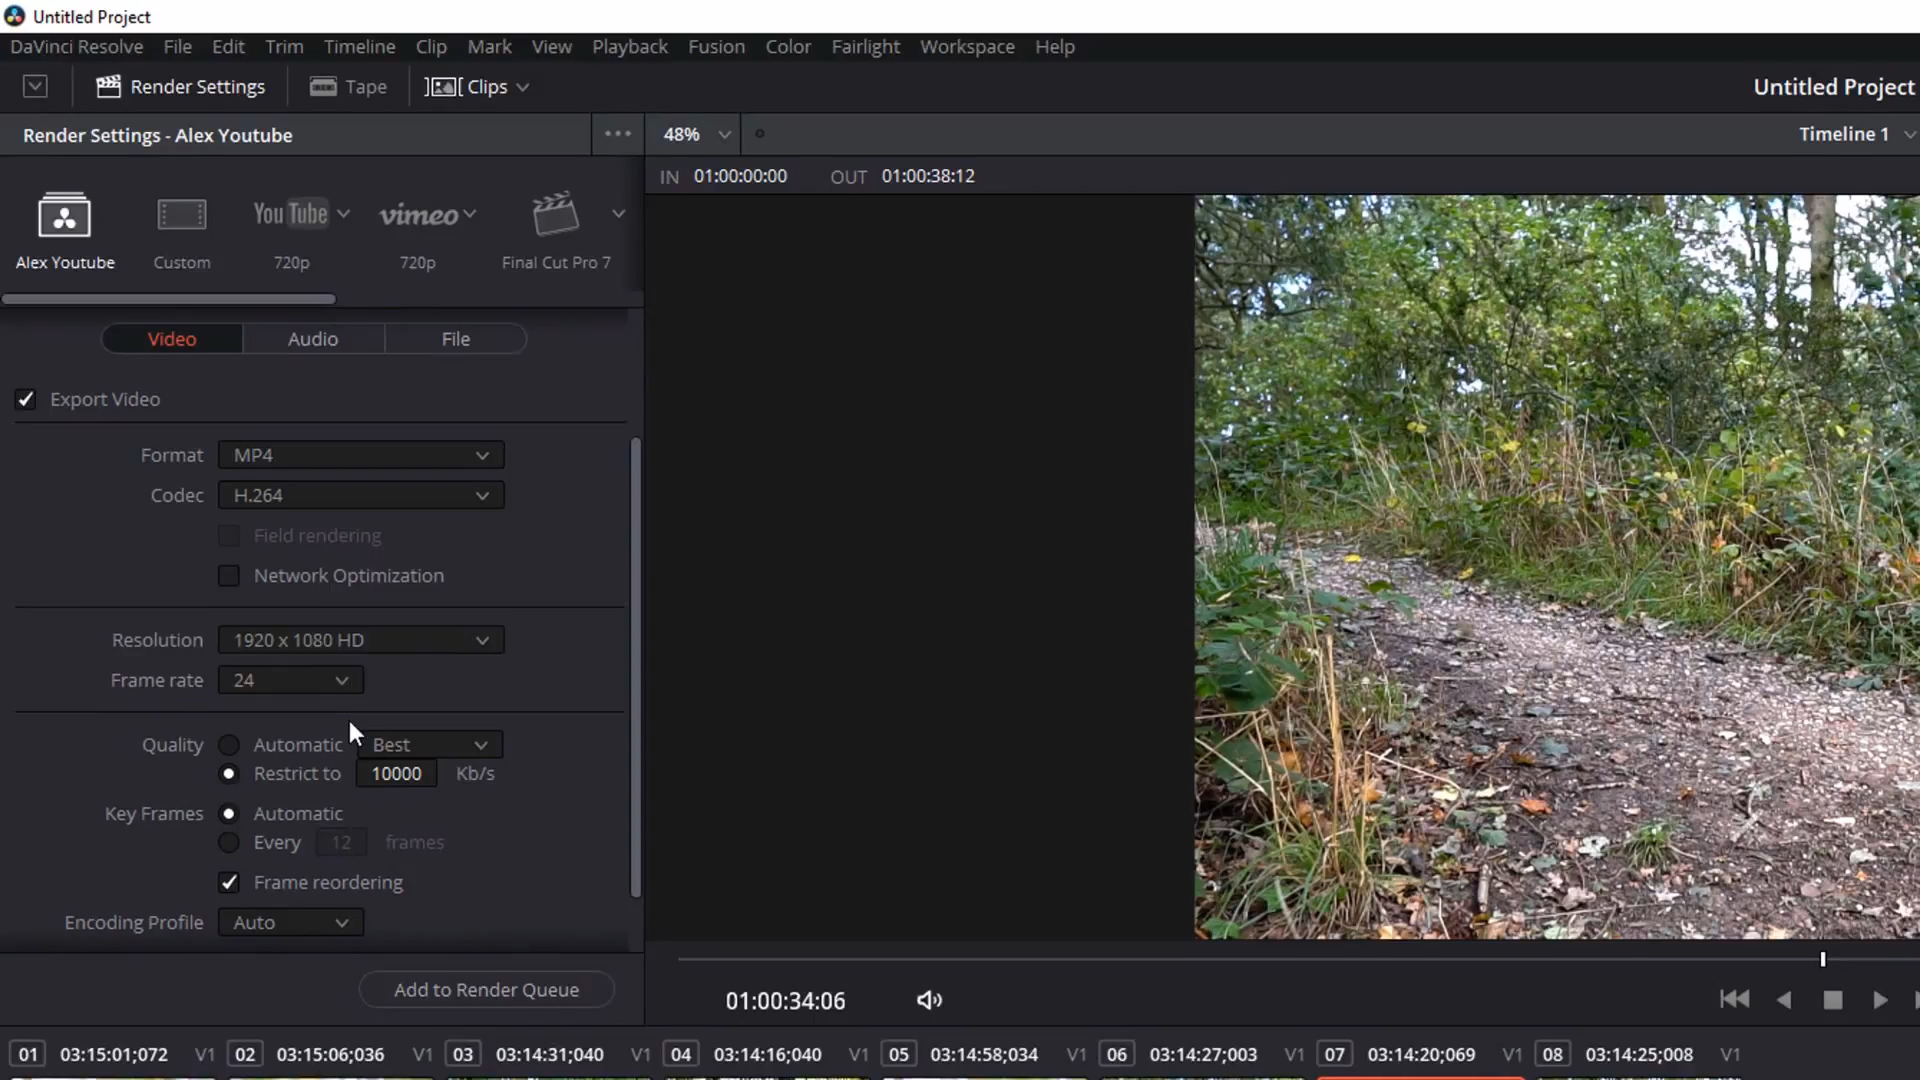 Untitled Project
DaVinci Resolve File Edit Trim Timeline Clip Mark View Playback Fusion Color Fairlight Workspace Help
Render Settings Tape Clips Untitled Project
Render Settings - Alex Youtube 48% Timeline 1
IN 01:00:00:00 OUT 01:00:38:12
YouTube vimeo
Alex Youtube Custom 720p 720p Final Cut Pro 7
Video Audio File
Export Video
Format MP4
Codec H.264
Field rendering
Network Optimization
Resolution 1920 x 1080 HD
Frame rate 24
Quality Automatic Best
Restrict to 10000 Kb/s
Key Frames Automatic
Every 12 frames
Frame reordering
Encoding Profile Auto
Add to Render Queue 01:00:34:06
01 03:15:01;072 V1 02 03:15:06;036 V1 03 03:14:31;040 V1 04 03:14:16;040 V1 05 03:14:58;034 V1 06 03:14:27;003 V1 07 03:14:20;069 V1 08 03:14:25;008 V1